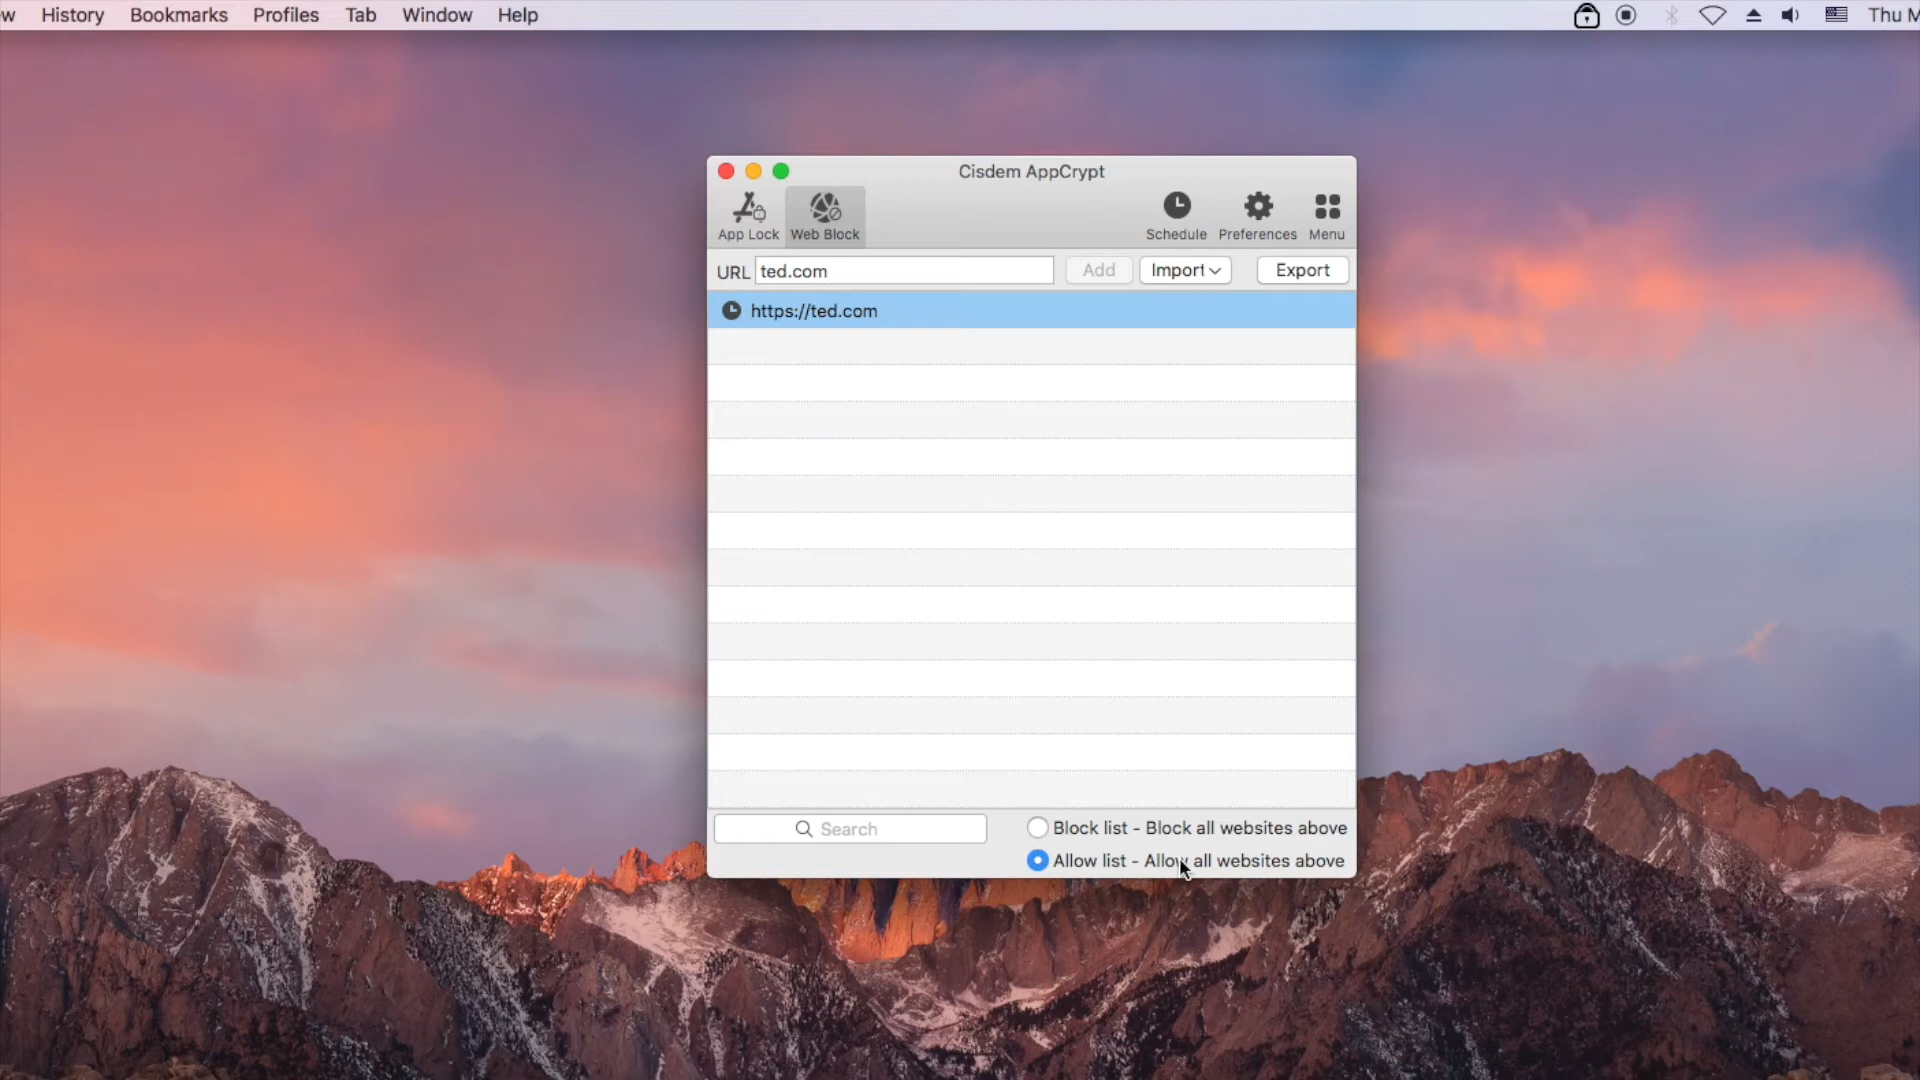 w History Bookmarks Profiles Tab Window Help Thu M
Cisdem AppCrypt
App Lock Web Block Schedule Preferences Menu
URL ted.com Add Import Export
https://ted.com
Search
Block list - Block all websites above
Allow list - Allow all websites above